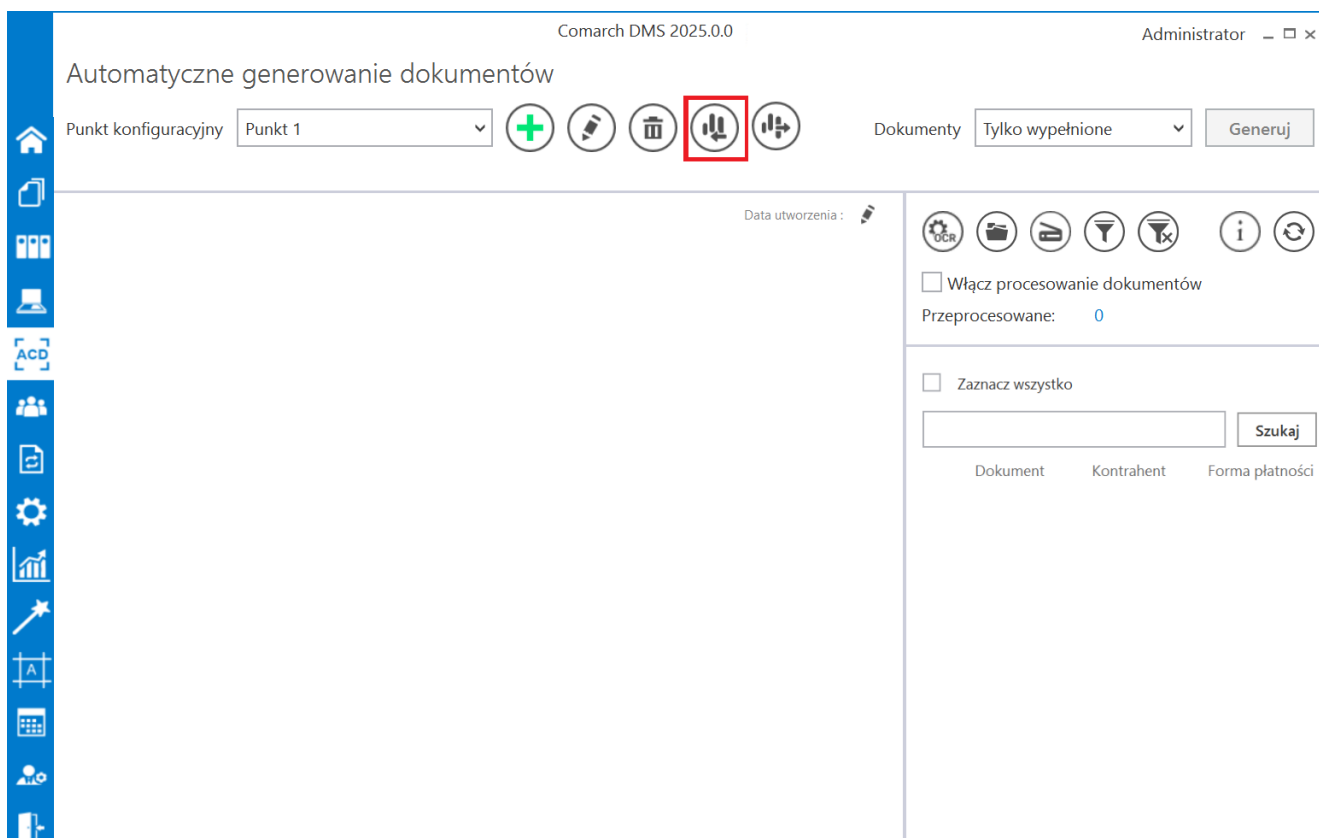 Comarch DMS 2025.0.0
Administrator
Automatyczne generowanie dokumentów
Punkt konfiguracyjny Punkt 1 Dokumenty Tylko wypełnione Generuj
Data utworzenia :
OCR
i
Włącz procesowanie dokumentów
Przeprocesowane: 0
ACD
Zaznacz wszystko
Szukaj
Dokument Kontrahent Forma płatności
A